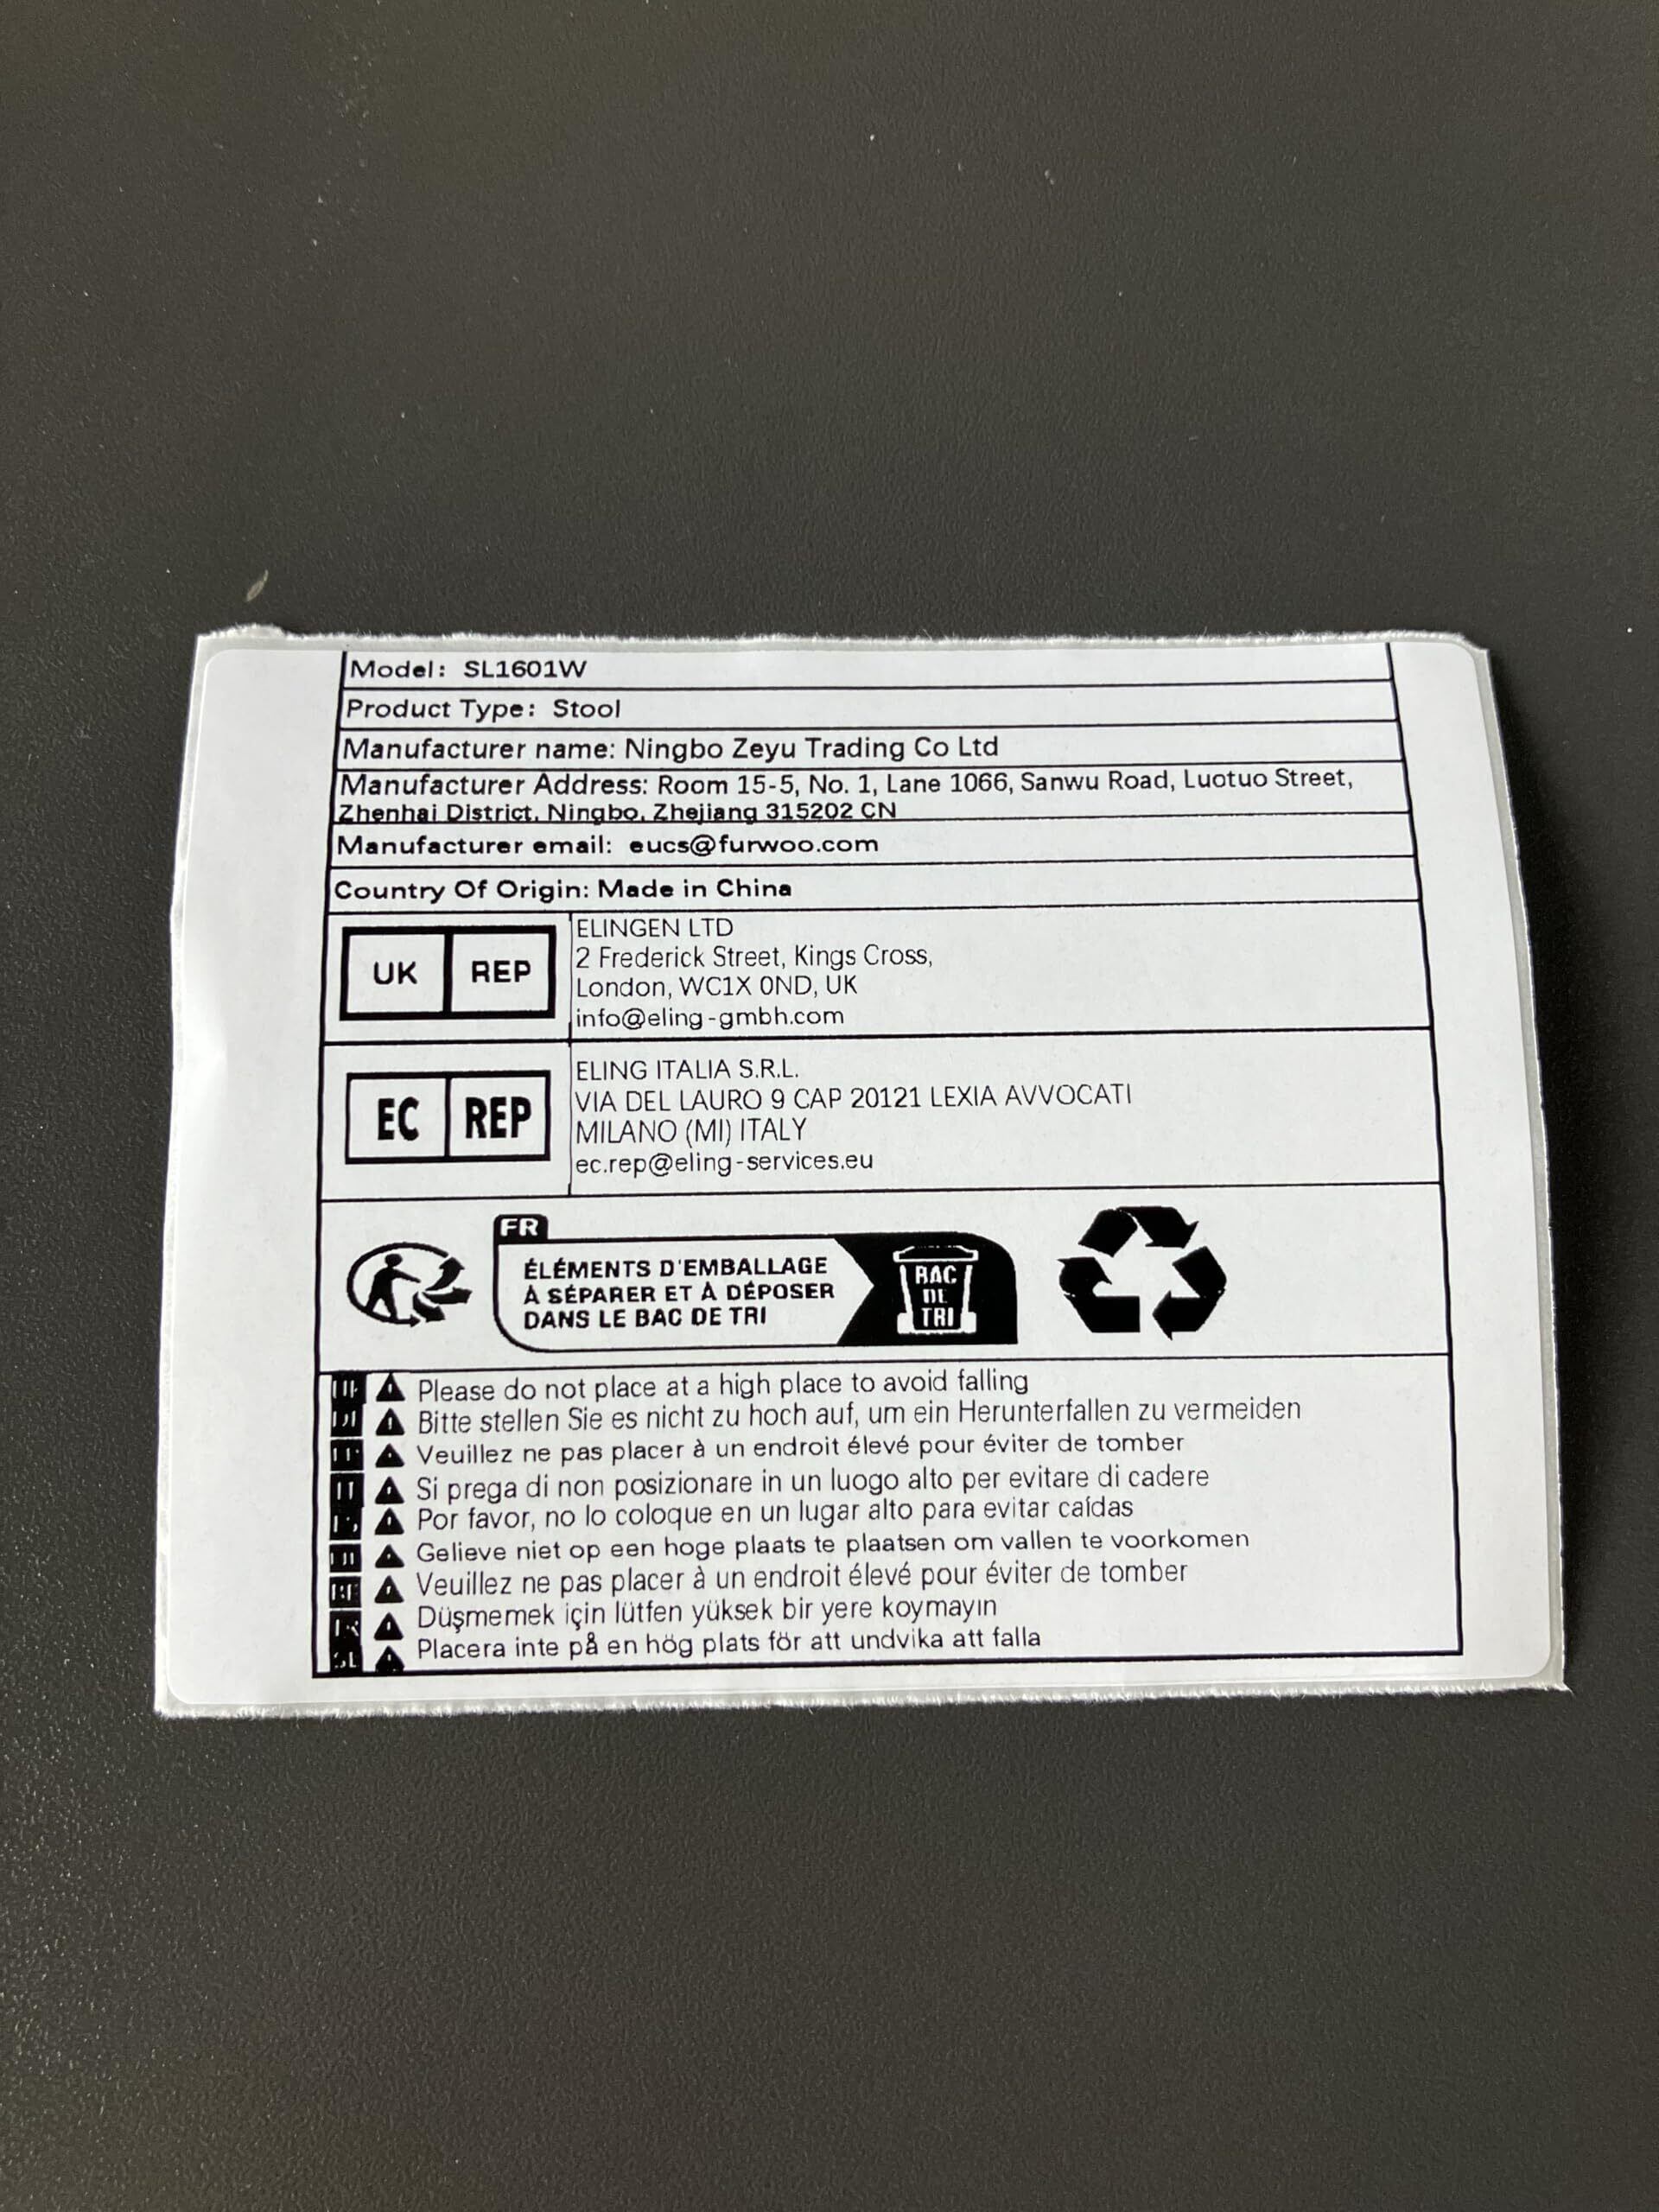 Model: SL1601W
Product Type: Stool
Manufacturer name: Ningbo Zeyu Trading Co Ltd
Manufacturer Address: Room 15-5, No. 1, Lane 1066, Sanwu Road, Luotuo Street,
Zhenhai District, Ningbo, Zhejiang 315202 CN
Manufacturer email: eucs@furwoo.com
Country Of Origin: Made in China
UK REP
ELINGEN LTD
2 Frederick Street, Kings Cross,
London, WC1X 0ND, UK
info@eling-gmbh.com
EC REP
ELING ITALIA S.R.L.
VIA DEL LAURO 9 CAP 20121 LEXIA AVVOCATI
MILANO (MI) ITALY
ec.rep@eling-services.eu
FR
ÉLÉMENTS D'EMBALLAGE
À SÉPARER ET À DÉPOSER
DANS LE BAC DE TRI
BAC
DE
TRI
Please do not place at a high place to avoid falling
Bitte stellen Sie es nicht zu hoch auf, um ein Herunterfallen zu vermeiden
Veuillez ne pas placer à un endroit élevé pour éviter de tomber
Si prega di non posizionare in un luogo alto per evitare di cadere
Por favor, no lo coloque en un lugar alto para evitar caídas
Gelieve niet op een hoge plaats te plaatsen om vallen te voorkomen
Veuillez ne pas placer à un endroit élevé pour éviter de tomber
Düşmemek için lütfen yüksek bir yere koymayın
Placera inte på en hög plats för att undvika att falla